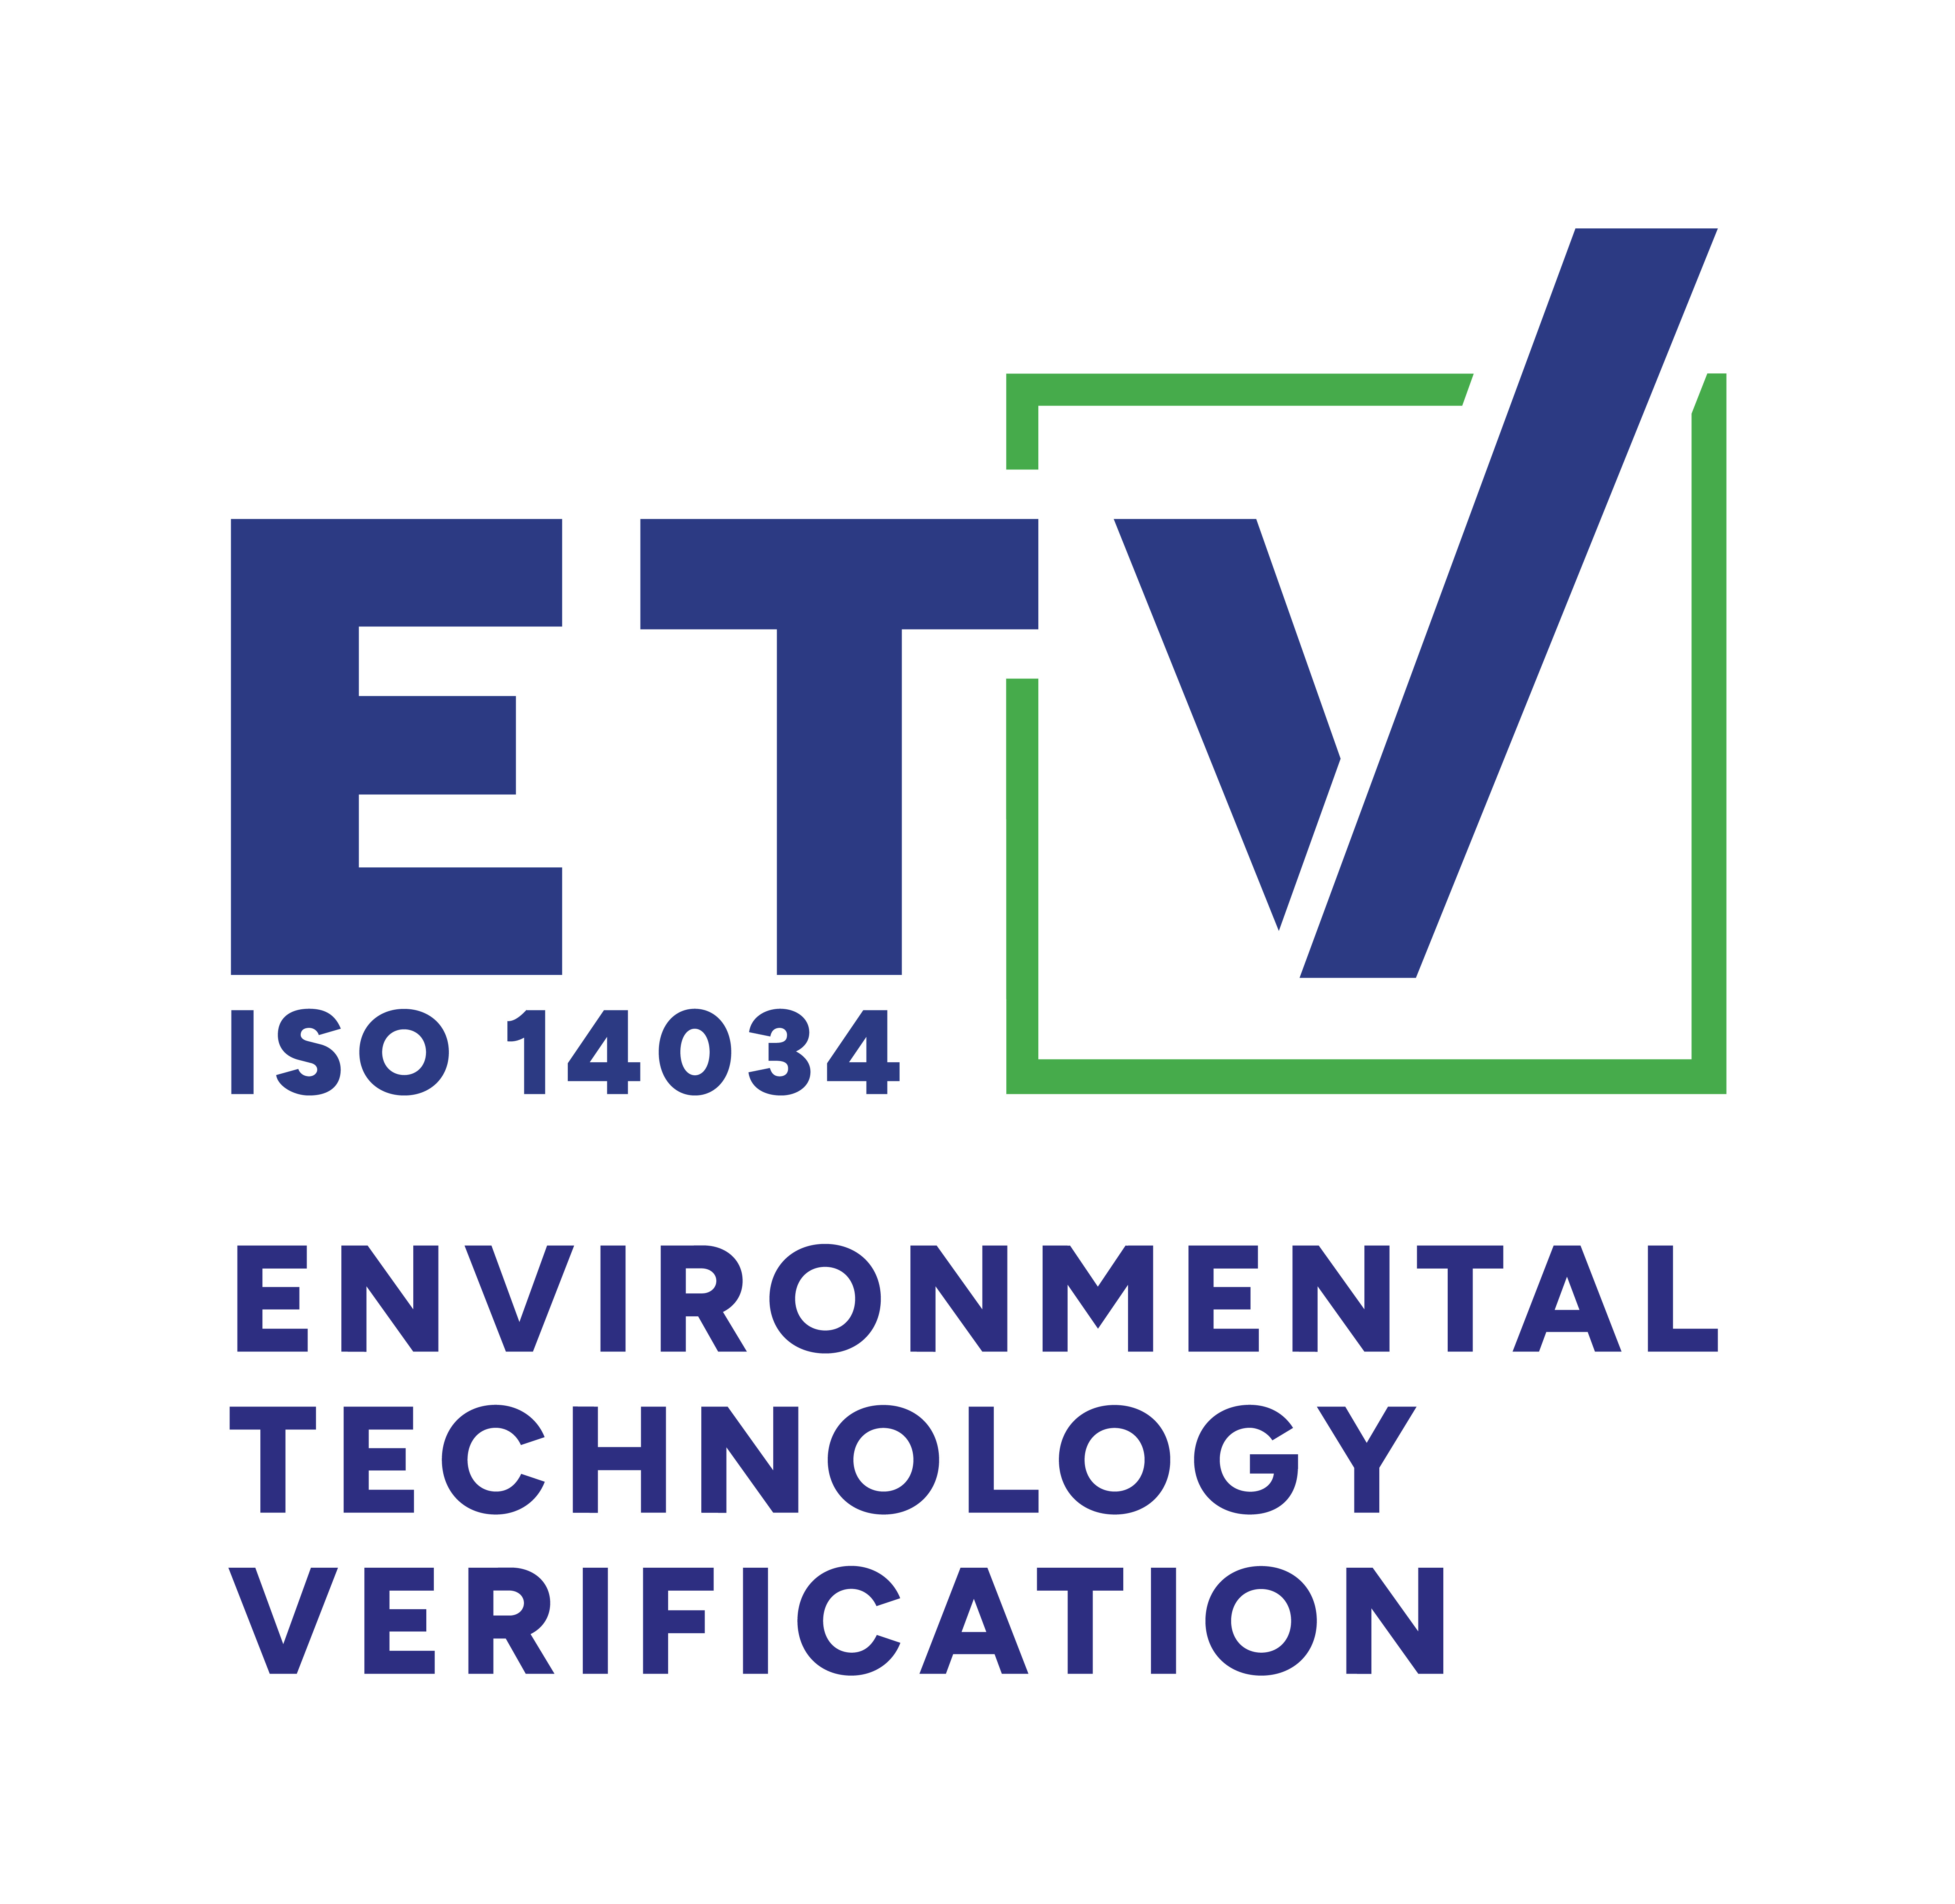 ETV
ISO 14034
ENVIRONMENTAL
TECHNOLOGY
VERIFICATION